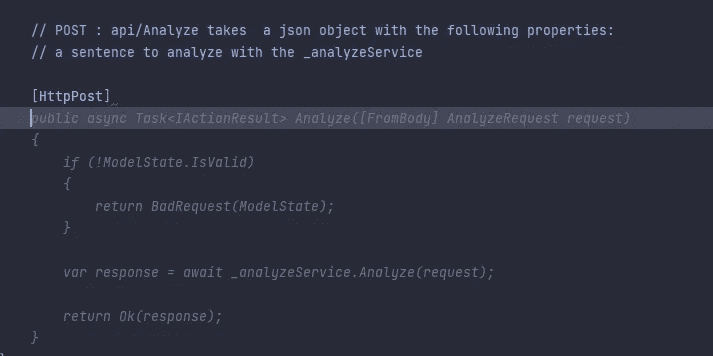 // POST : api/Analyze takes  a json object with the following properties:
// a sentence to analyze with the _analyzeService
[HttpPost]
public async Task<IActionResult> Analyze([FromBody] AnalyzeRequest request)
{
    if (!ModelState.IsValid)
    {
        return BadRequest(ModelState);
    }
    var response = await _analyzeService.Analyze(request);
    return Ok(response);
}